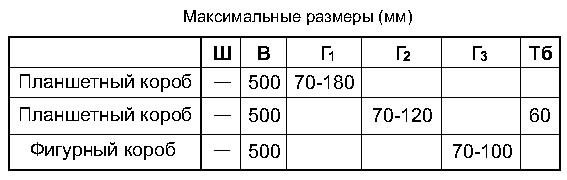 Максимальные размеры (мм)
Ш В Г1 Г2 Г3 Тб
Планшетный короб — 500 70-180
Планшетный короб — 500 70-120 60
Фигурный короб — 500 70-100